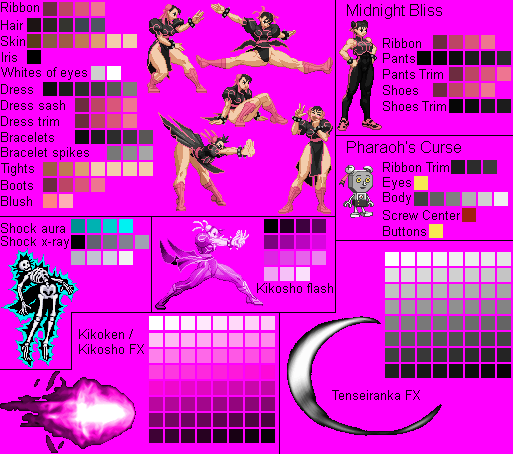 Ribbon
Hair
Skin
Iris
Whites of eyes
Dress
Dress sash
Dress trim
Bracelets
Bracelet spikes
Tights
Boots
Blush
Midnight Bliss
Ribbon
Pants
Pants Trim
Shoes
Shoes Trim
Pharaoh's Curse
Ribbon Trim
Eyes
Body
Screw Center
Buttons
Shock aura
Shock x-ray
Kikosho flash
Kikoken /
Kikosho FX
Tenseiranka FX